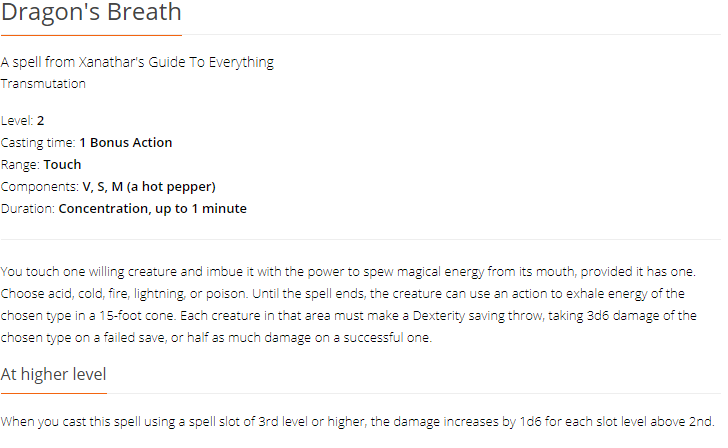 Dragon's Breath
A spell from Xanathar's Guide To Everything
Transmutation
Level: 2
Casting time: 1 Bonus Action
Range: Touch
Components: V, S, M (a hot pepper)
Duration: Concentration, up to 1 minute
You touch one willing creature and imbue it with the power to spew magical energy from its mouth, provided it has one.
Choose acid, cold, fire, lightning, or poison. Until the spell ends, the creature can use an action to exhale energy of the
chosen type in a 15-foot cone. Each creature in that area must make a Dexterity saving throw, taking 3d6 damage of the
chosen type on a failed save, or half as much damage on a successful one.
At higher level
When you cast this spell using a spell slot of 3rd level or higher, the damage increases by 1d6 for each slot level above 2nd.